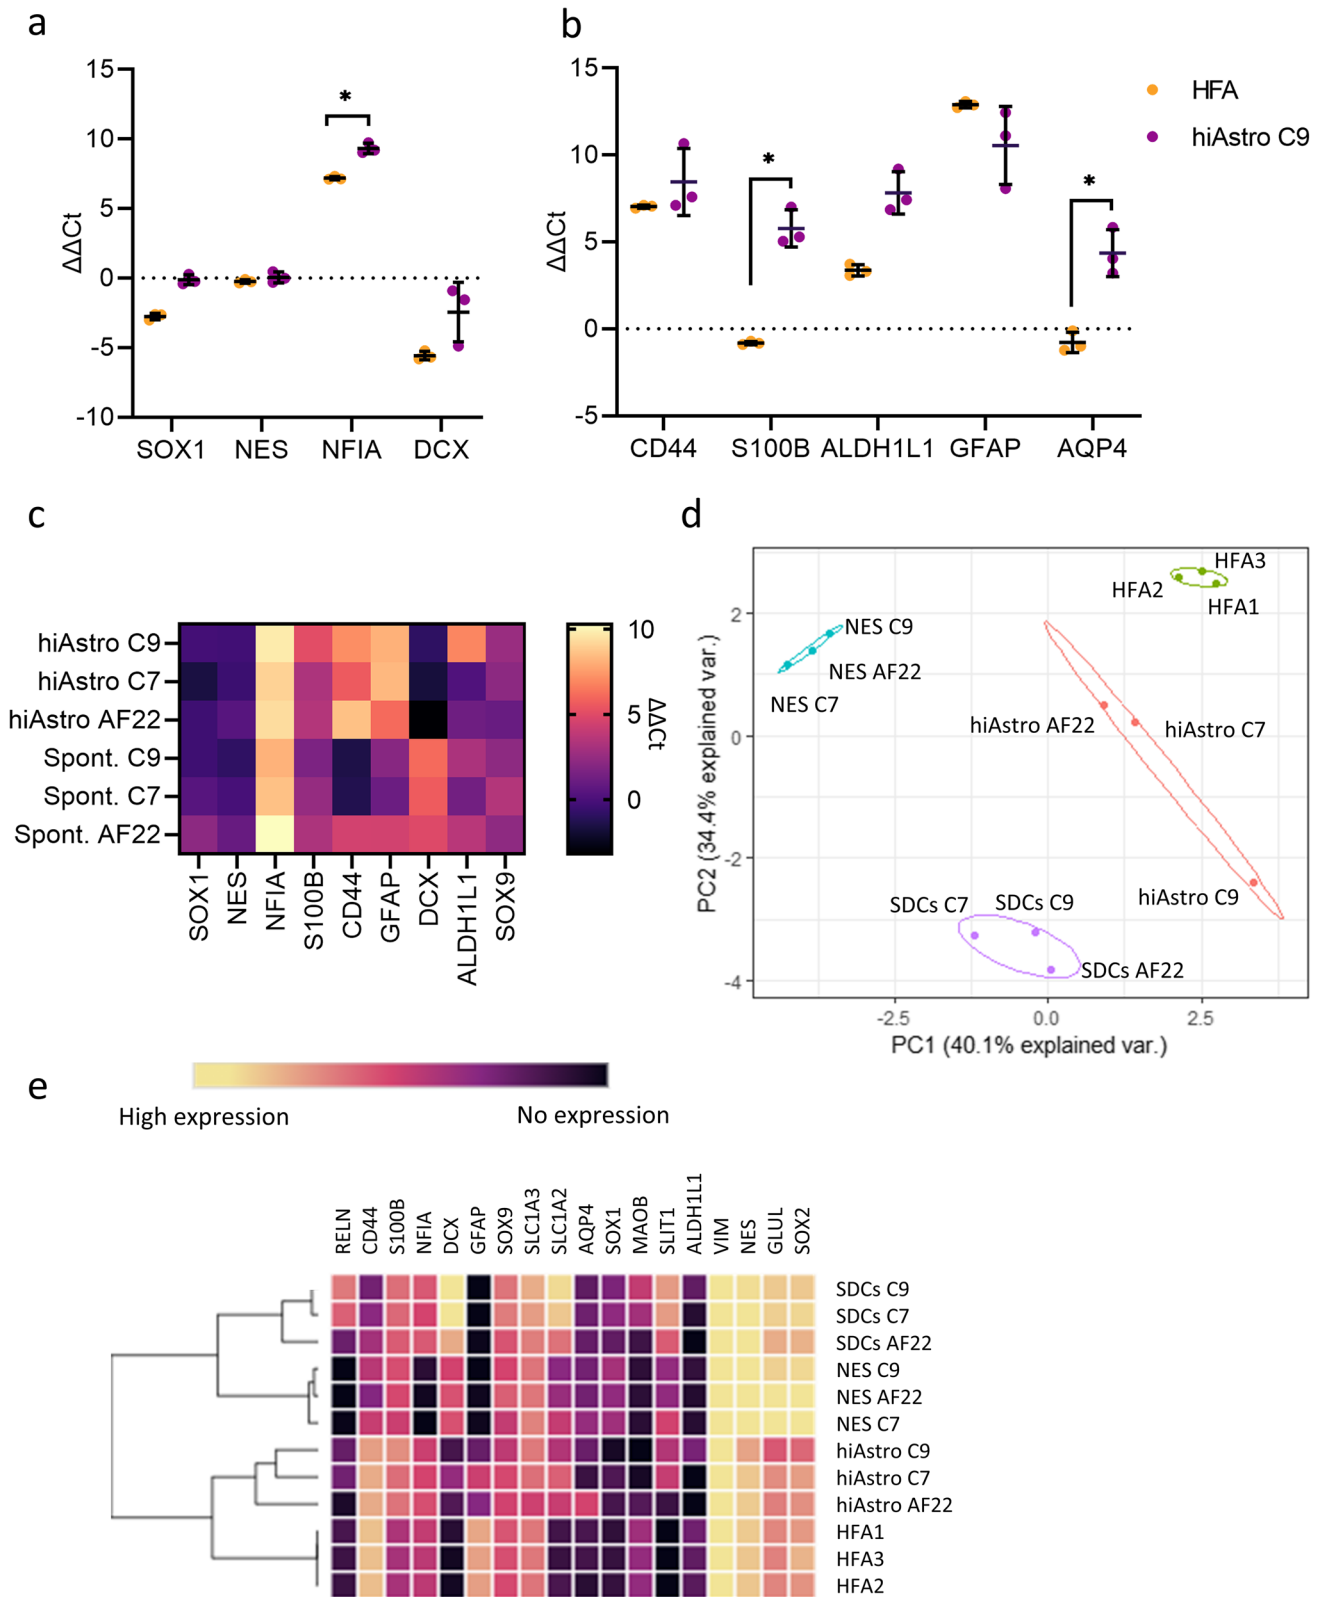 a
15
10
5
0
-5
-10
ΔΔCt
*
SOX1 NES NFIA DCX
b
15
10
5
0
-5
ΔΔCt
*
*
CD44 S100B ALDH1L1 GFAP AQP4
HFA
hiAstro C9
c
hiAstro C9
hiAstro C7
hiAstro AF22
Spont. C9
Spont. C7
Spont. AF22
SOX1 NES NFIA S100B CD44 GFAP DCX ALDH1L1 SOX9
10
5
0
ΔΔCt
d
PC2 (34.4% explained var.)
2
0
-2
-4
HFA3
HFA2
HFA1
NES C9
NES AF22
NES C7
hiAstro AF22
hiAstro C7
hiAstro C9
SDCs C7
SDCs C9
SDCs AF22
-2.5 0.0 2.5
PC1 (40.1% explained var.)
e
High expression
No expression
RELN CD44 S100B NFIA DCX GFAP SOX9 SLC1A3 SLC1A2 AQP4 SOX1 MAOB SLIT1 ALDH1L1 VIM NES GLUL SOX2
SDCs C9
SDCs C7
SDCs AF22
NES C9
NES AF22
NES C7
hiAstro C9
hiAstro C7
hiAstro AF22
HFA1
HFA3
HFA2